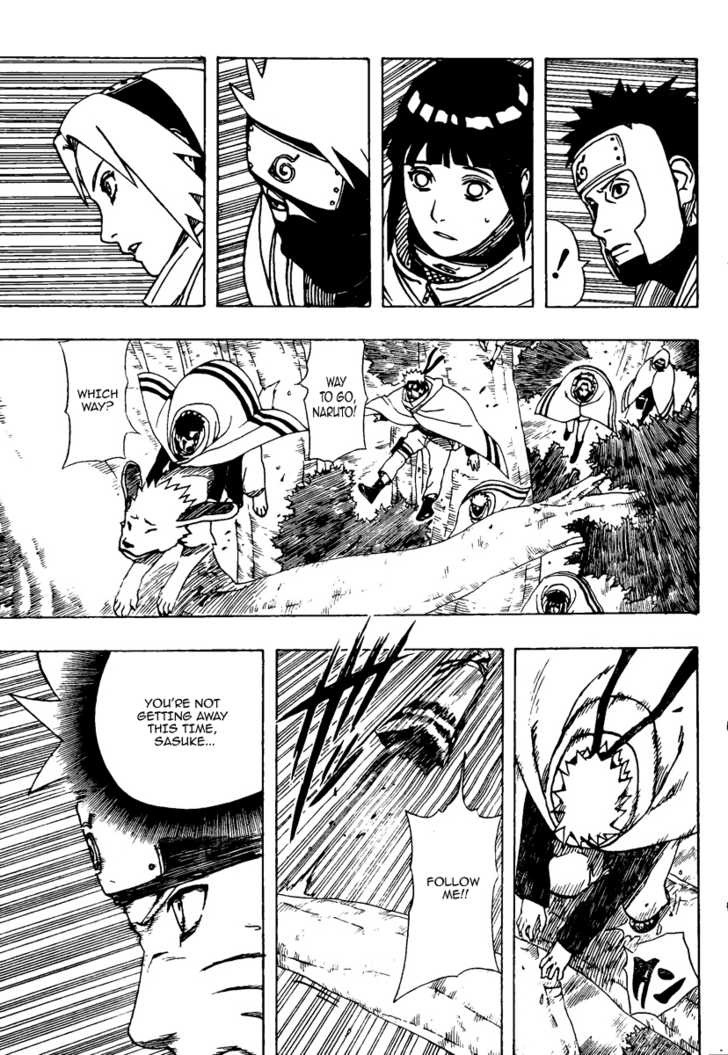 !
WAY
TO GO,
NARUTO!
WHICH
WAY?
FOLLOW
ME!!
YOU'RE NOT
GETTING AWAY
THIS TIME,
SASUKE...